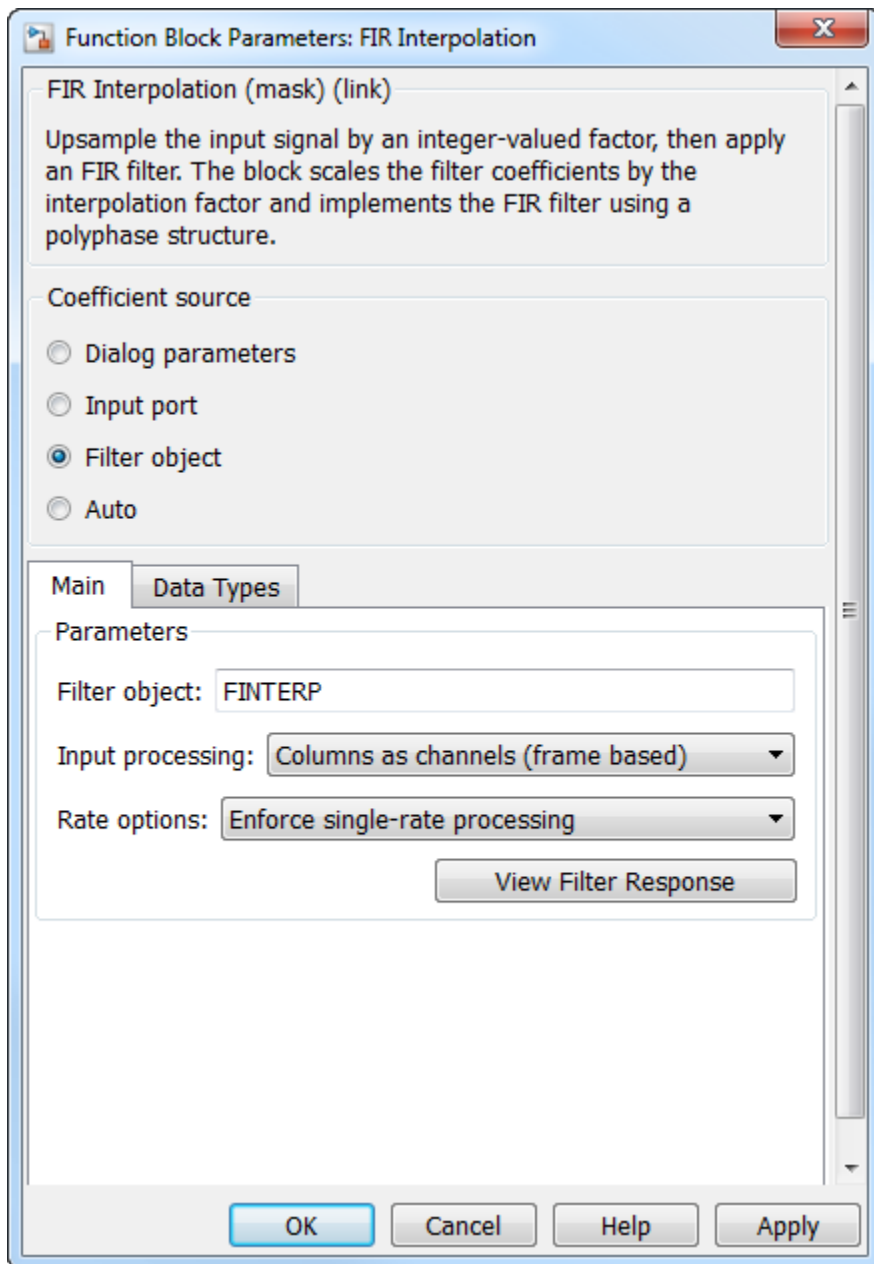 Function Block Parameters: FIR Interpolation
FIR Interpolation (mask) (link)
Upsample the input signal by an integer-valued factor, then apply
an FIR filter. The block scales the filter coefficients by the
interpolation factor and implements the FIR filter using a
polyphase structure.
Coefficient source
Dialog parameters
Input port
Filter object
Auto
Main Data Types
Parameters
Filter object: FINTERP
Input processing: Columns as channels (frame based)
Rate options: Enforce single-rate processing
View Filter Response
OK Cancel Help Apply